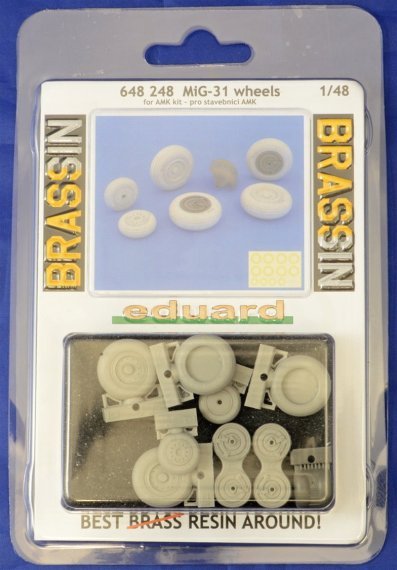 648 248 MiG-31 wheels 1/48
for AMK kit - pro stavebnici AMK
BRASSIN
BRASSIN
eduard
BEST BRASS RESIN AROUND!